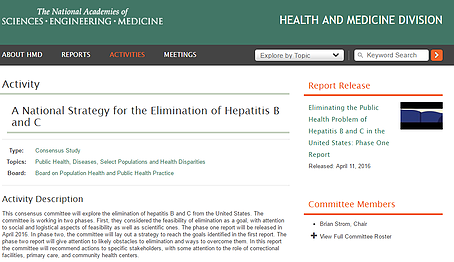 The National Academies of
SCIENCES • ENGINEERING • MEDICINE
HEALTH AND MEDICINE DIVISION
ABOUT HMD REPORTS ACTIVITIES MEETINGS
Explore by Topic
Keyword Search
Activity
A National Strategy for the Elimination of Hepatitis B
and C
Type: Consensus Study
Topics: Public Health, Diseases, Select Populations and Health Disparities
Board: Board on Population Health and Public Health Practice
Activity Description
This consensus committee will explore the elimination of hepatitis B and C from the United States. The
committee is working in two phases. First, they considered the feasibility of elimination as a goal, with attention
to social and logistical aspects of feasibility as well as scientific ones. The phase one report will be released in
April 2016. In phase two, the committee will lay out a strategy to reach the goals identified in the first report. The
phase two report will give attention to likely obstacles to elimination and ways to overcome them. In this report
the committee will recommend actions to specific stakeholders, with some attention to the role of correctional
facilities, primary care, and community health centers.
Report Release
Eliminating the Public
Health Problem of
Hepatitis B and C in the
United States: Phase One
Report
Released: April 11, 2016
Committee Members
• Brian Strom, Chair
View Full Committee Roster